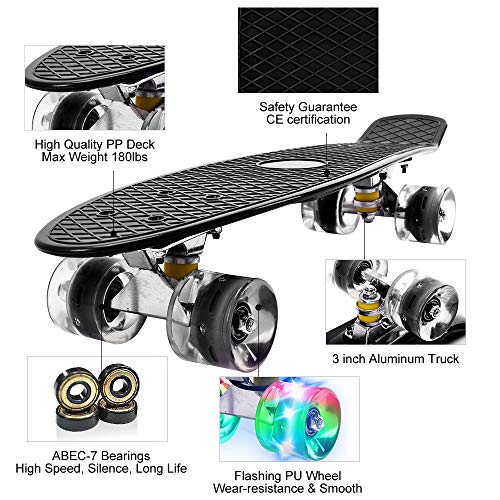 High Quality PP Deck
Max Weight 180lbs
Safety Guarantee
CE certification
3 inch Aluminum Truck
ABEC-7 Bearings
High Speed, Silence, Long Life
Flashing PU Wheel
Wear-resistance & Smooth